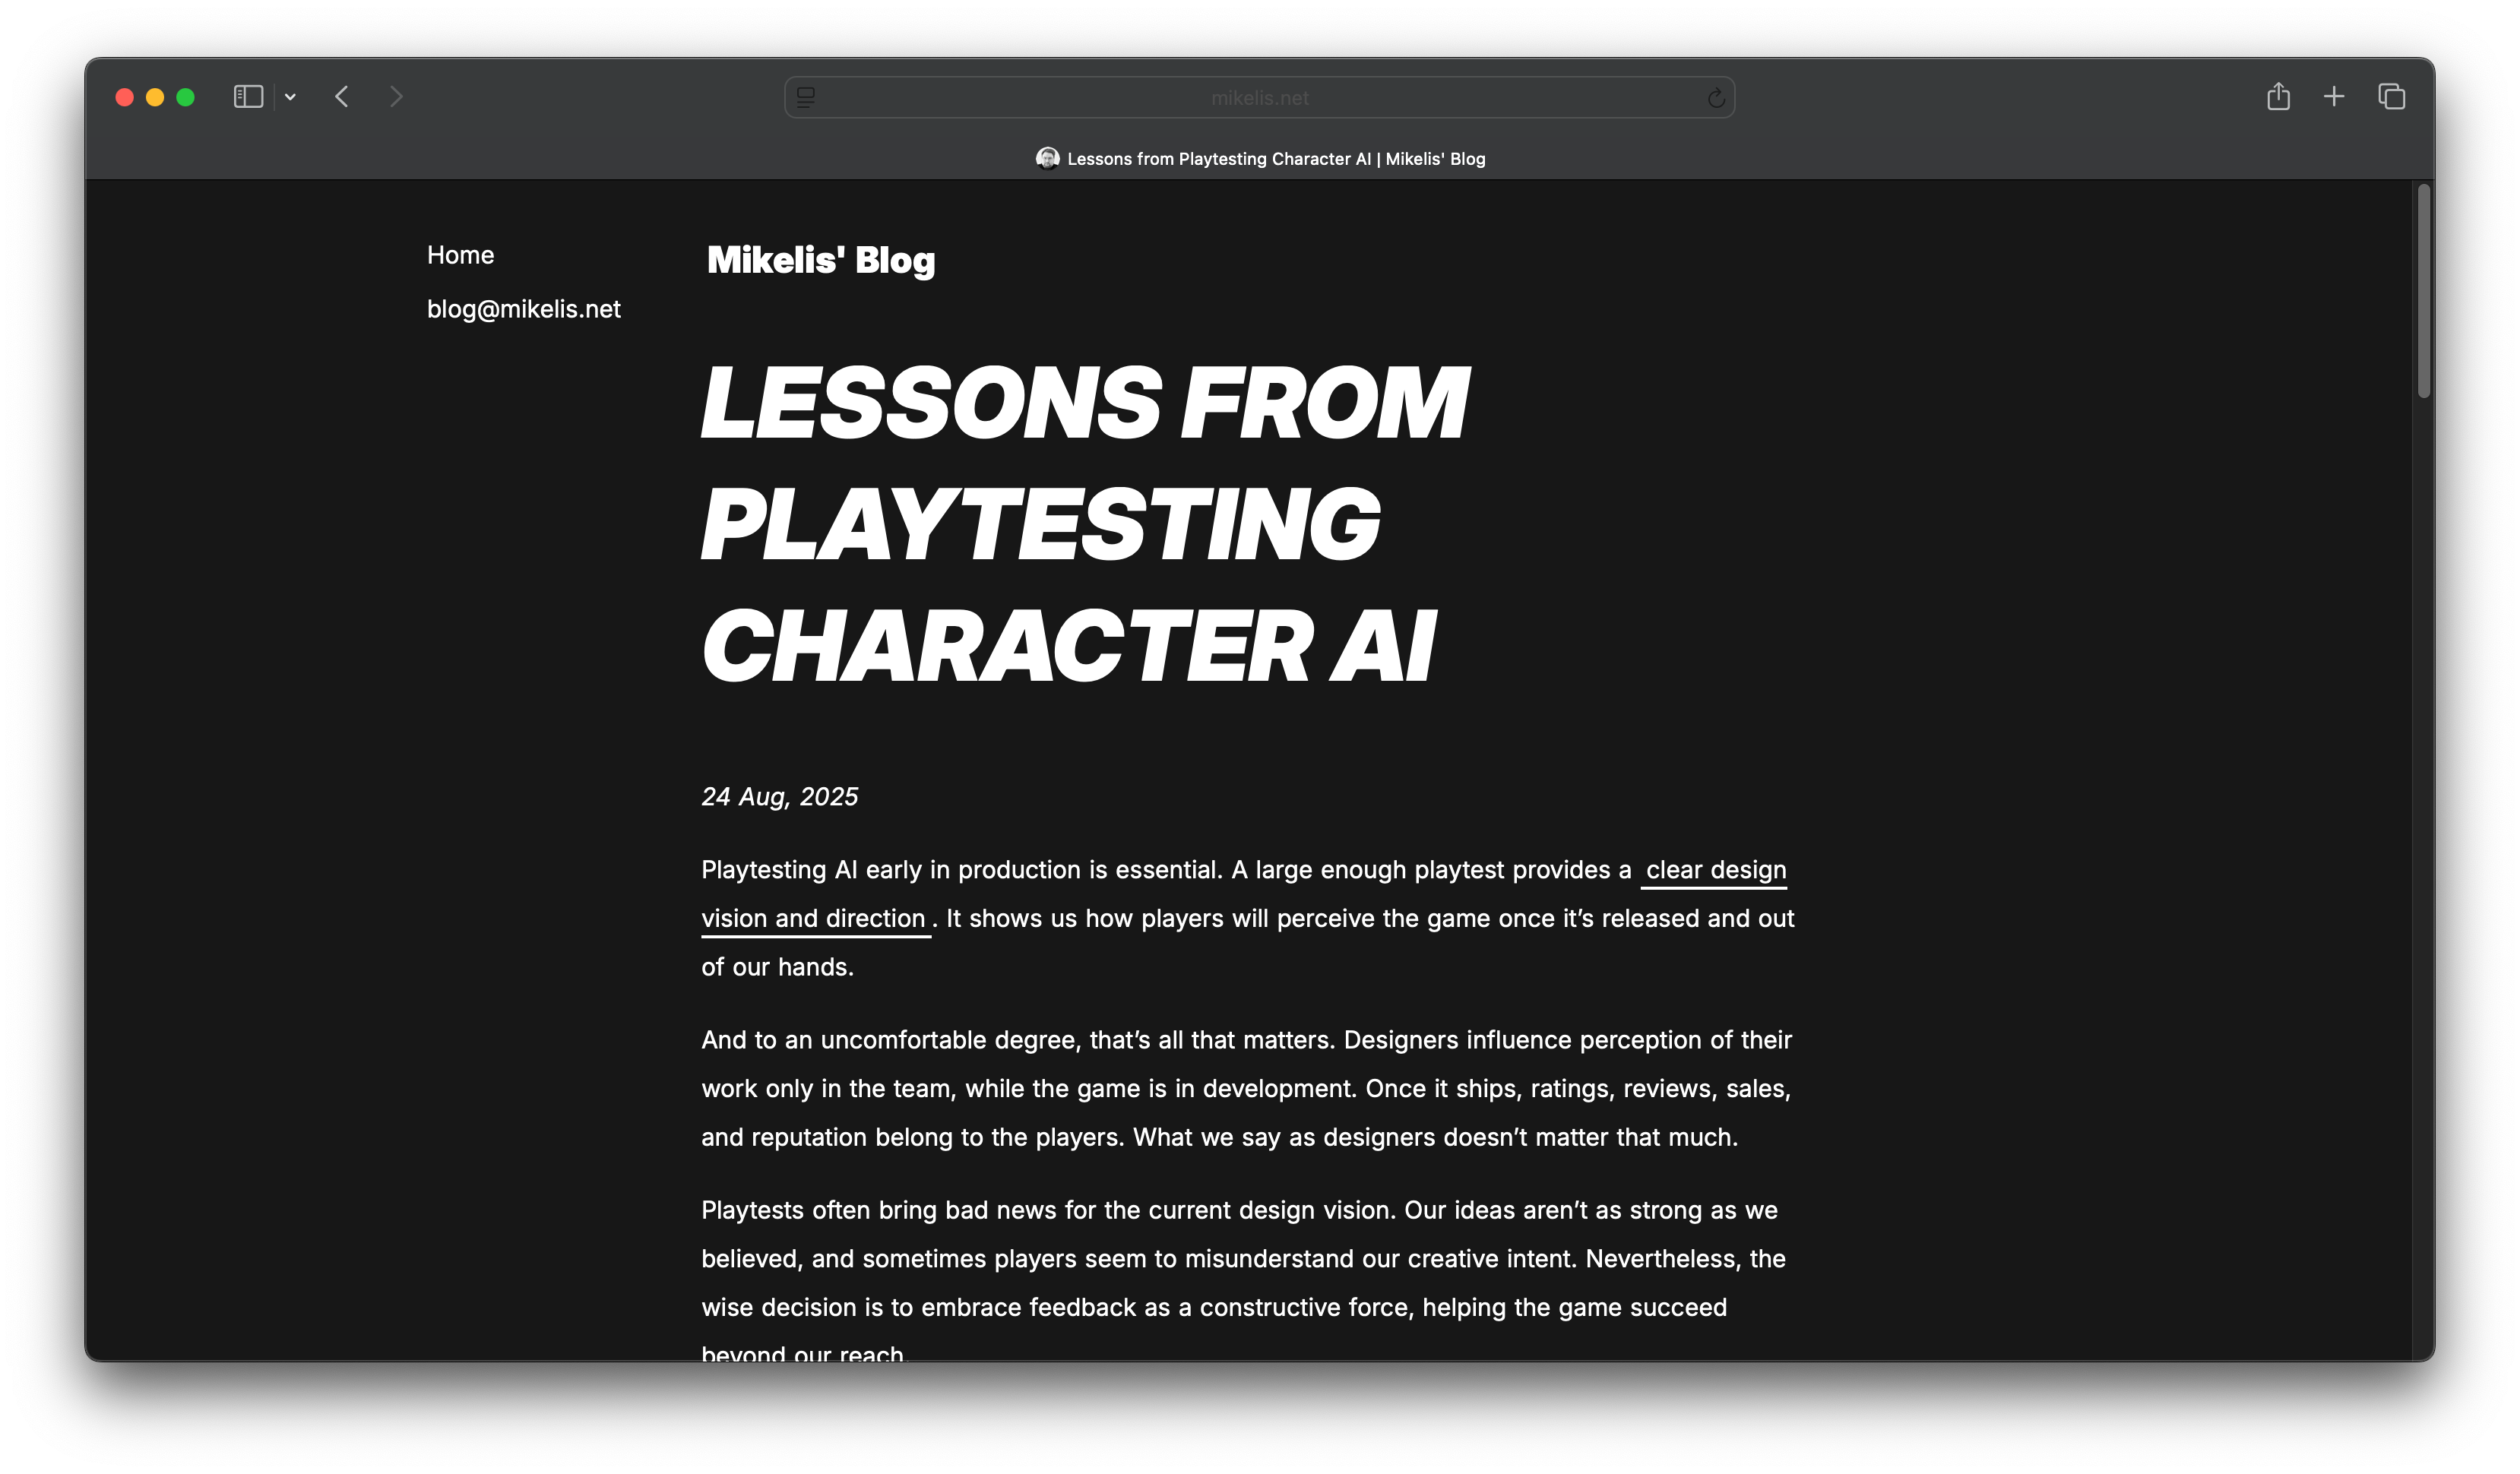 mikelis.net
Lessons from Playtesting Character AI | Mikelis' Blog
Home
blog@mikelis.net
Mikelis' Blog
LESSONS FROM
PLAYTESTING
CHARACTER AI
24 Aug, 2025
Playtesting AI early in production is essential. A large enough playtest provides a clear design
vision and direction . It shows us how players will perceive the game once it’s released and out
of our hands.
And to an uncomfortable degree, that’s all that matters. Designers influence perception of their
work only in the team, while the game is in development. Once it ships, ratings, reviews, sales,
and reputation belong to the players. What we say as designers doesn’t matter that much.
Playtests often bring bad news for the current design vision. Our ideas aren’t as strong as we
believed, and sometimes players seem to misunderstand our creative intent. Nevertheless, the
wise decision is to embrace feedback as a constructive force, helping the game succeed
beyond our reach.